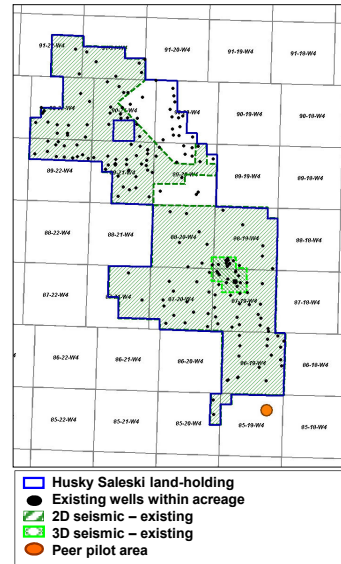 91-21-W4
91-20-W4
91-19-W4
91-18-W4
90-19-W4
90-18-W4
89-22-W4
89-21-W4
89-20-W4
89-19-W4
89-18-W4
88-22-W4
88-21-W4
88-20-W4
88-19-W4
88-18-W4
87-22-W4
87-20-W4
87-19-W4
87-18-W4
86-22-W4
86-21-W4
86-20-W4
86-19-W4
86-18-W4
85-22-W4
85-21-W4
85-20-W4
85-19-W4
85-18-W4
Husky Saleski land-holding
Existing wells within acreage
2D seismic – existing
3D seismic – existing
Peer pilot area